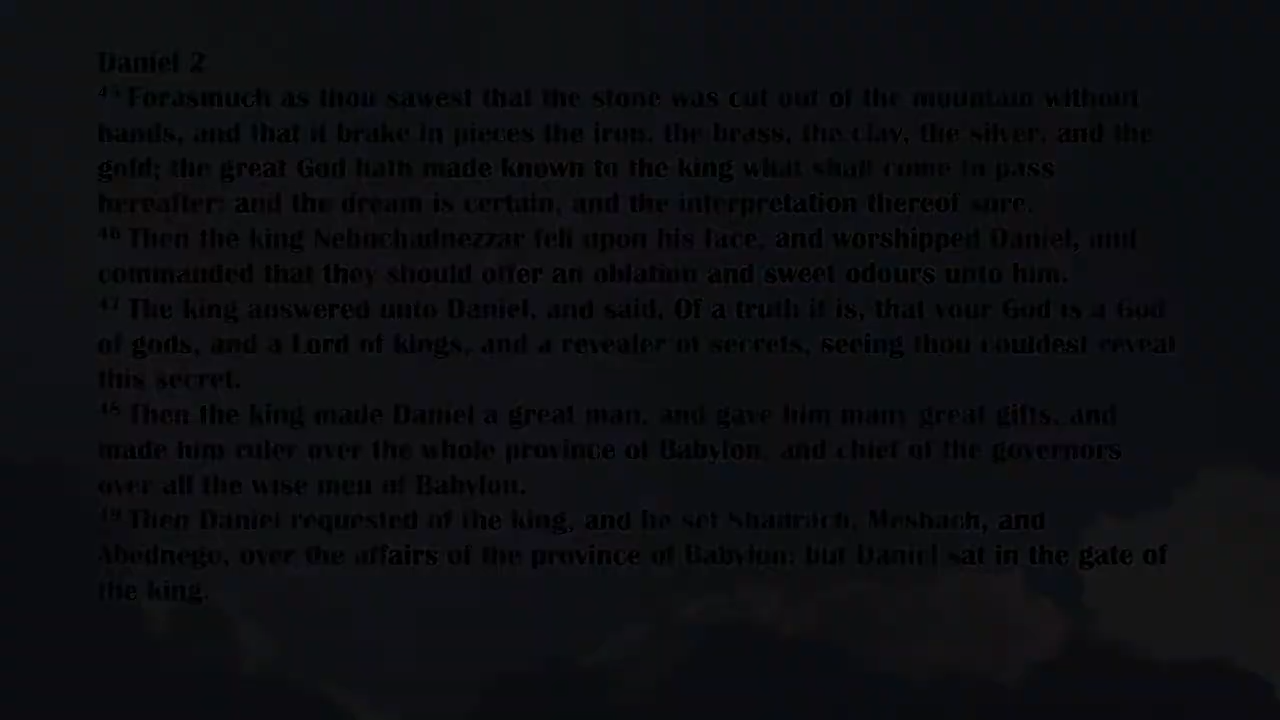 Daniel 2
45 Forasmuch as thou sawest that the stone was cut out of the mountain without
hands, and that it brake in pieces the iron, the brass, the clay, the silver, and the
gold; the great God hath made known to the king what shall come to pass
hereafter: and the dream is certain, and the interpretation thereof sure.
46 Then the king Nebuchadnezzar fell upon his face, and worshipped Daniel, and
commanded that they should offer an oblation and sweet odours unto him.
47 The king answered unto Daniel, and said, Of a truth it is, that your God is a God
of gods, and a Lord of kings, and a revealer of secrets, seeing thou couldest reveal
this secret.
48 Then the king made Daniel a great man, and gave him many great gifts, and
made him ruler over the whole province of Babylon, and chief of the governors
over all the wise men of Babylon.
49 Then Daniel requested of the king, and he set Shadrach, Meshach, and
Abednego, over the affairs of the province of Babylon: but Daniel sat in the gate of
the king.